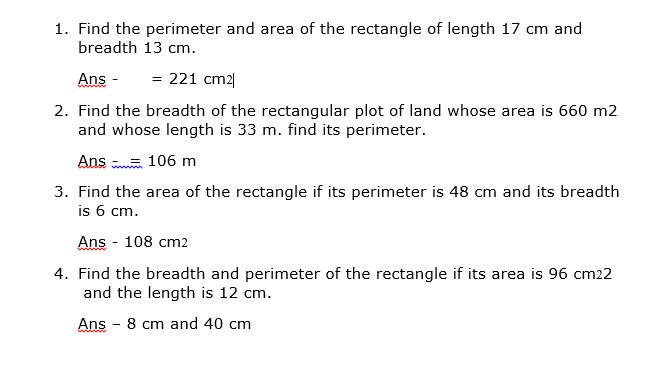 1. Find the perimeter and area of the rectangle of length 17 cm and
breadth 13 cm.
Ans - = 221 cm2
2. Find the breadth of the rectangular plot of land whose area is 660 m2
and whose length is 33 m. find its perimeter.
Ans - = 106 m
3. Find the area of the rectangle if its perimeter is 48 cm and its breadth
is 6 cm.
Ans - 108 cm2
4. Find the breadth and perimeter of the rectangle if its area is 96 cm22
and the length is 12 cm.
Ans – 8 cm and 40 cm